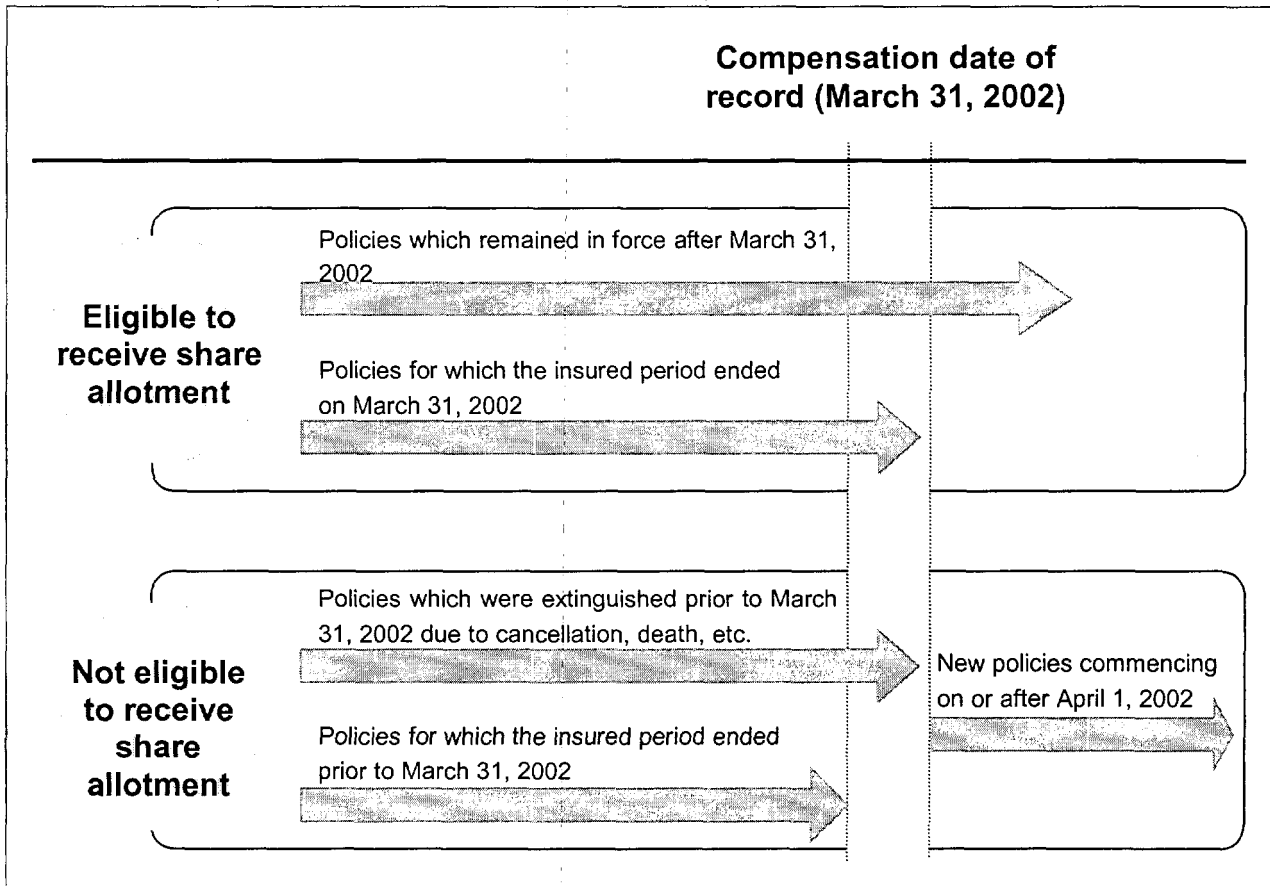 Compensation date of
record (March 31, 2002)
Eligible to
receive share
allotment
Policies which remained in force after March 31,
2002
Policies for which the insured period ended
on March 31, 2002
Not eligible
to receive
share
allotment
Policies which were extinguished prior to March
31, 2002 due to cancellation, death, etc.
Policies for which the insured period ended
prior to March 31, 2002
New policies commencing
on or after April 1, 2002